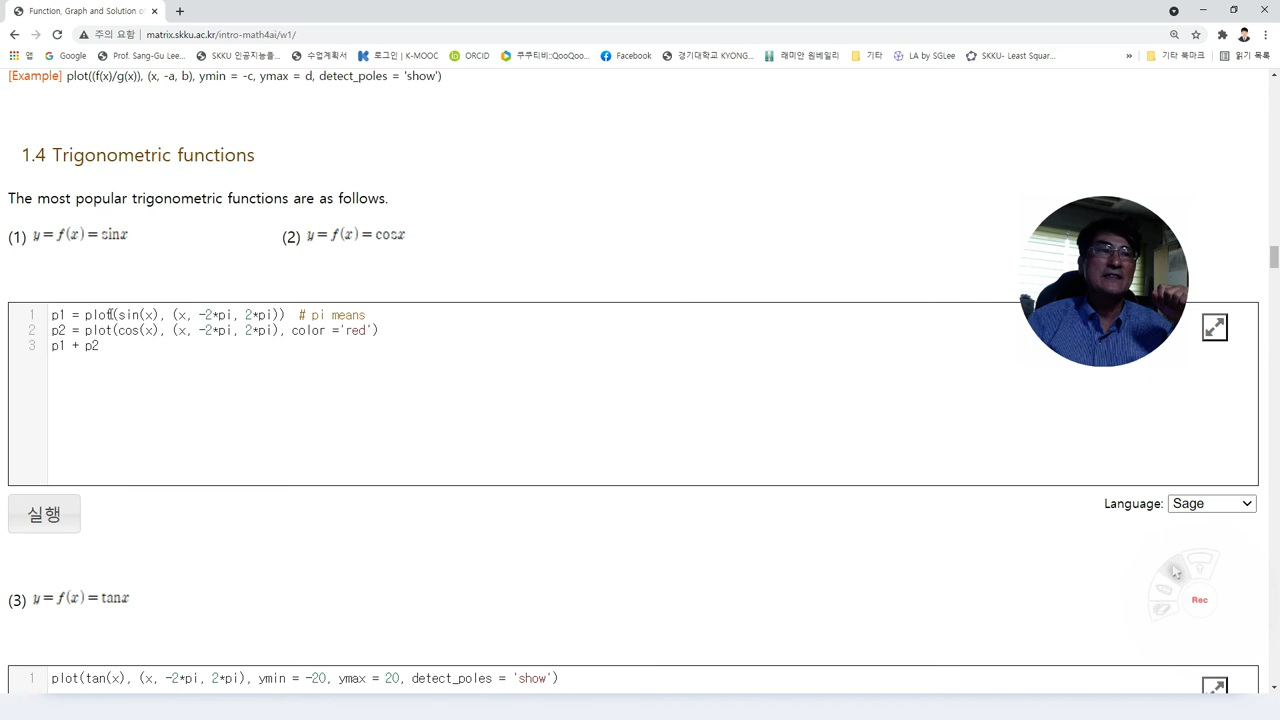 Function, Graph and Solution of
주의 요함 | matrix.skku.ac.kr/intro-math4ai/w1/
앱 Google Prof. Sang-Gu Lee... SKKU 인공지능을... 수업계획서 로그인 | K-MOOC ORCID 쿠쿠티비::QooQoo... Facebook 경기대학교 KYONG... 래미안 원베일리 기타 LA by SGLee SKKU- Least Squar... » 기타 북마크 읽기 목록
[Example] plot((f(x)/g(x)), (x, -a, b), ymin = -c, ymax = d, detect_poles = 'show')
1.4 Trigonometric functions
The most popular trigonometric functions are as follows.
(1) y = f(x) = sinx (2) y = f(x) = cosx
1 p1 = plot(sin(x), (x, -2*pi, 2*pi)) # pi means
2 p2 = plot(cos(x), (x, -2*pi, 2*pi), color ='red')
3 p1 + p2
실행
Language: Sage
Rec
(3) y = f(x) = tanx
1 plot(tan(x), (x, -2*pi, 2*pi), ymin = -20, ymax = 20, detect_poles = 'show')